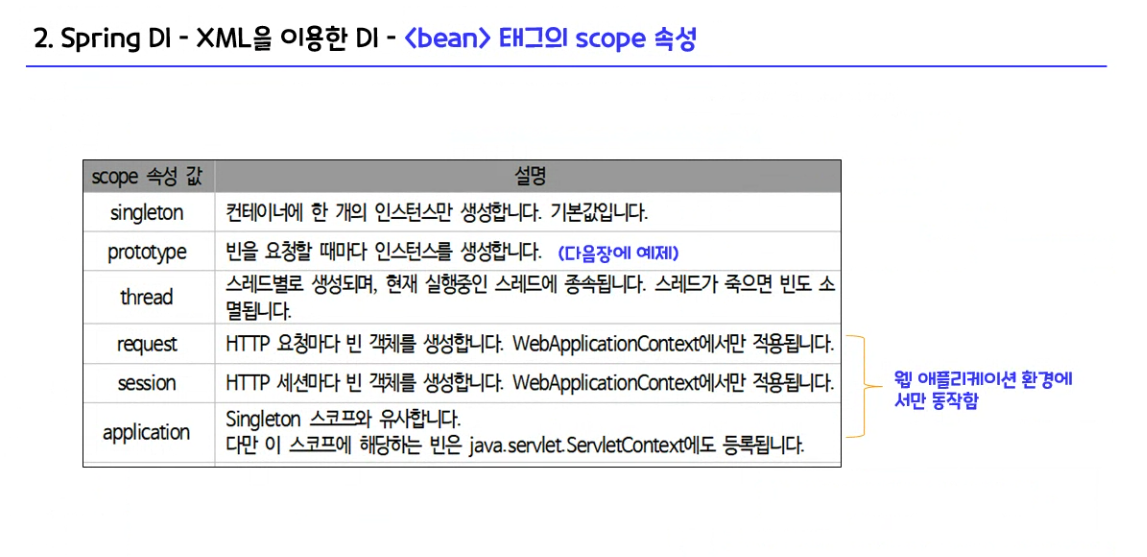 2. Spring DI - XML을 이용한 DI - <bean> 태그의 scope 속성
scope 속성 값 설명
singleton 컨테이너에 한 개의 인스턴스만 생성합니다. 기본값입니다.
prototype 빈을 요청할 때마다 인스턴스를 생성합니다. (다음장에 예제)
thread 스레드별로 생성되며, 현재 실행중인 스레드에 종속됩니다. 스레드가 죽으면 빈도 소
멸됩니다.
request HTTP 요청마다 빈 객체를 생성합니다. WebApplicationContext에서만 적용됩니다.
session HTTP 세션마다 빈 객체를 생성합니다. WebApplicationContext에서만 적용됩니다.
application Singleton 스코프와 유사합니다.
다만 이 스코프에 해당하는 빈은 java.servlet.ServletContext에도 등록됩니다.
웹 애플리케이션 환경에
서만 동작함